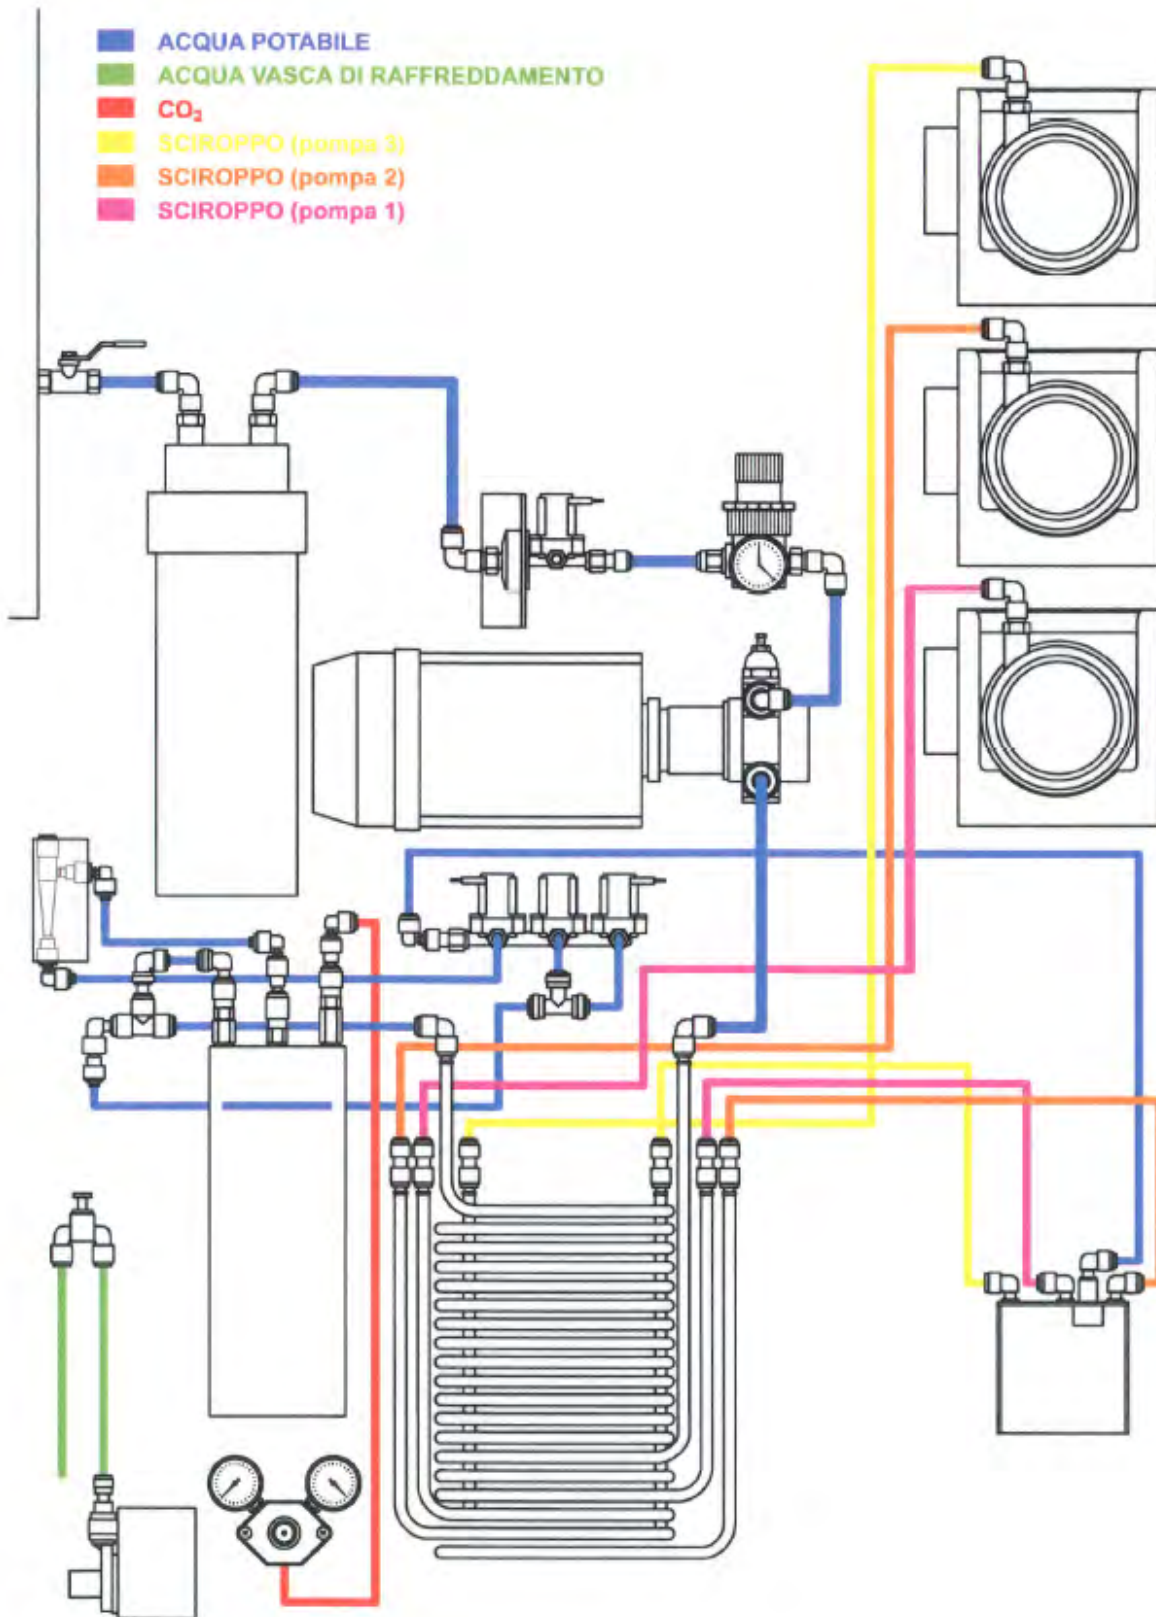 ACQUA POTABILE
ACQUA VASCA DI RAFFREDDAMENTO
CO₂
SCIROPPO (pompa 3)
SCIROPPO (pompa 2)
SCIROPPO (pompa 1)